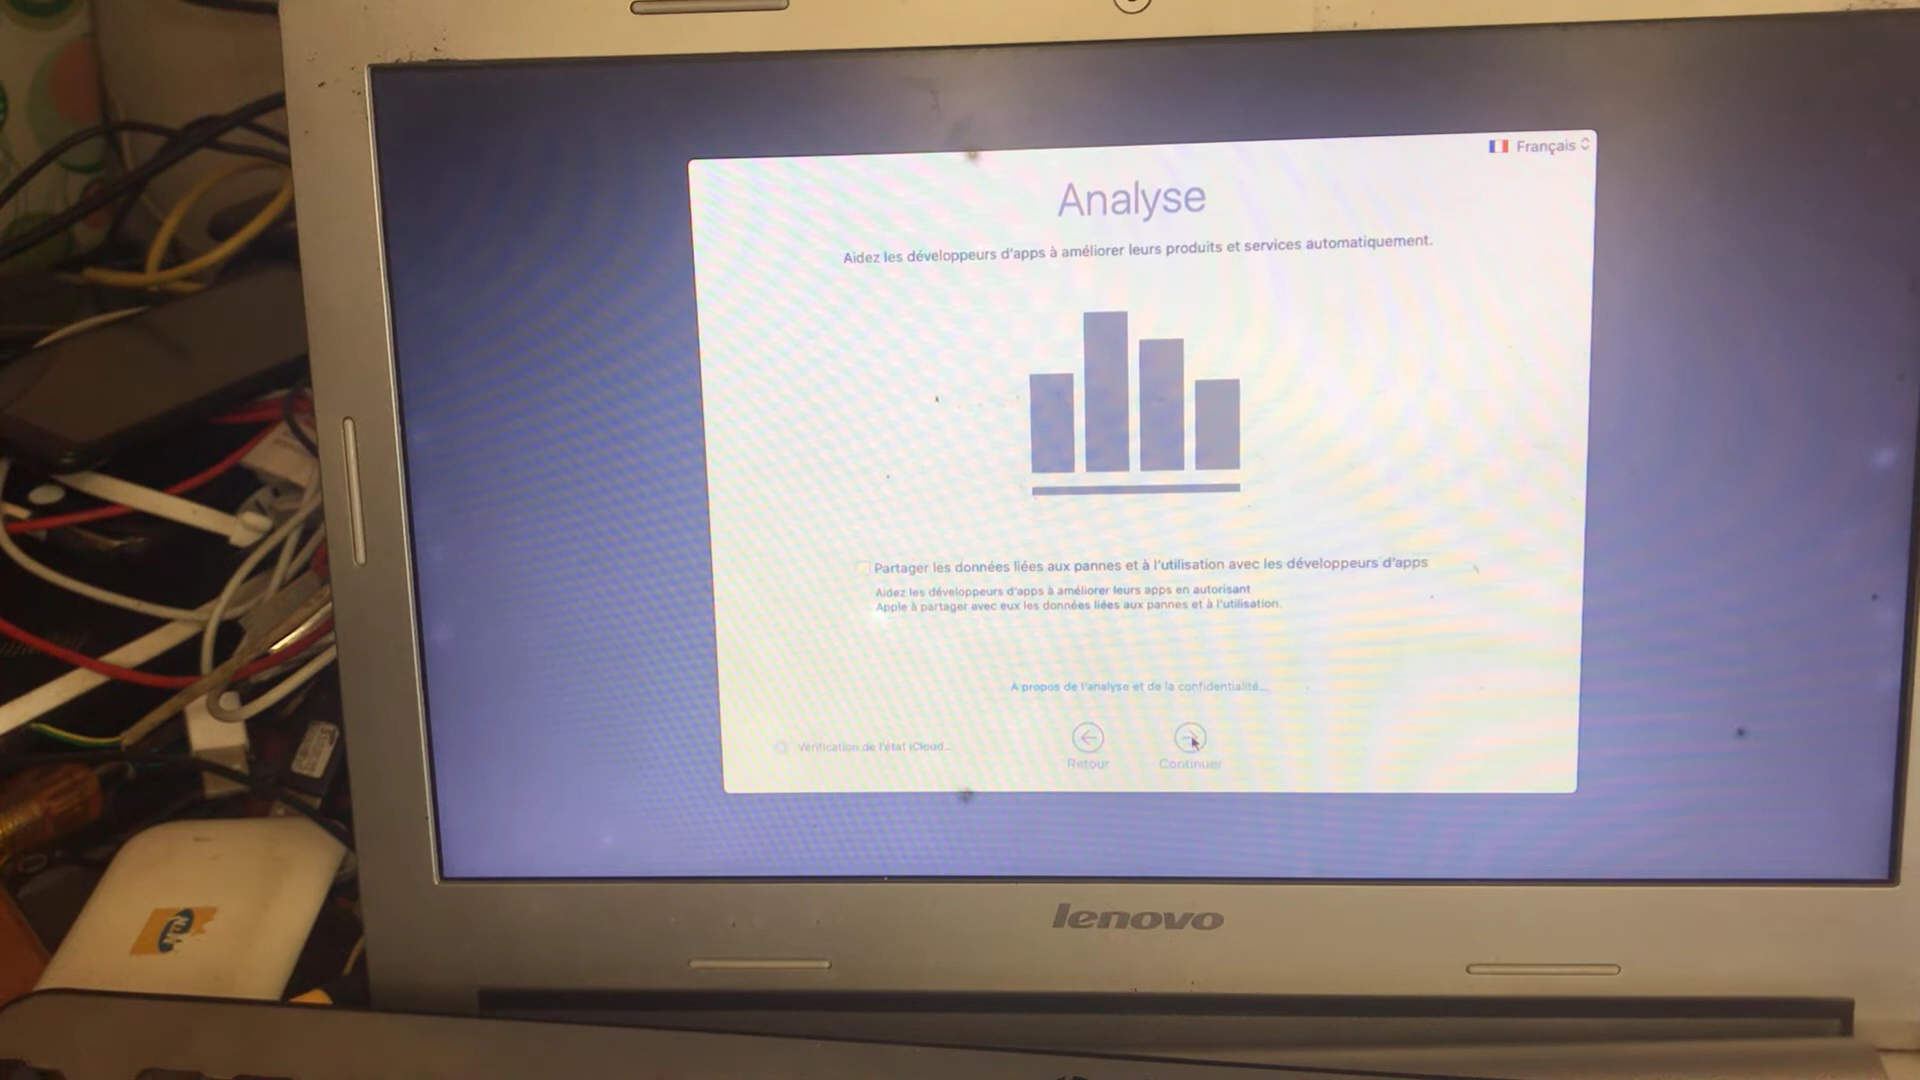 Français
Analyse
Aidez les développeurs d'apps à améliorer leurs produits et services automatiquement.
Partager les données liées aux pannes et à l'utilisation avec les développeurs d'apps
Aidez les développeurs d'apps à améliorer leurs apps en autorisant
Apple à partager avec eux les données liées aux pannes et à l'utilisation.
À propos de l'analyse et de la confidentialité...
Vérification de l'état iCloud...
Retour
Continuer
lenovo
MTN